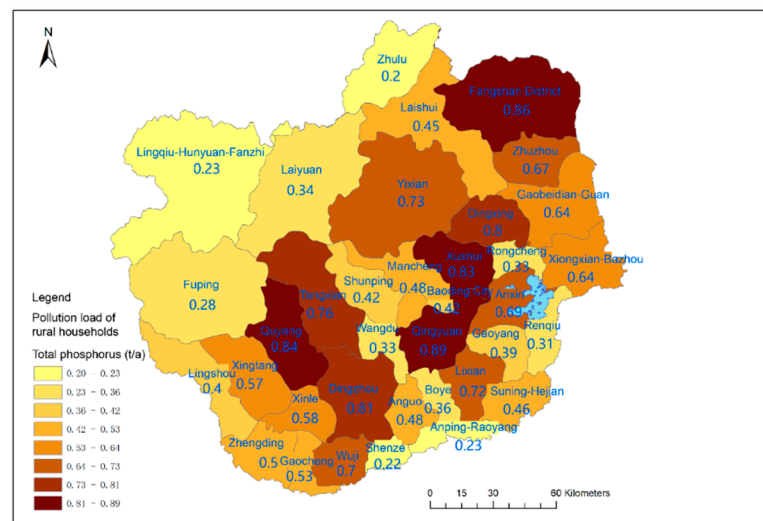 N
Zhulu
0.2
Fangshan District
0.86
Laishui
0.45
Lingqiu-Hunyuan-Fanzhi
0.23
Laiyuan
0.34
Zhuzhou
0.67
Yixian
0.73
Gaobeidian-Guan
0.64
Dingxing
0.8
Xushui
0.83
Rongcheng
0.33
Xiongxian-Bazhou
0.64
Fuping
0.28
Tangxian
0.76
Shunping
0.42
Mancheng
0.48
Baoding City
0.42
Anxin
0.69
Renqiu
0.31
Quyang
0.84
Wangdu
0.33
Qingyuan
0.89
Gaoyang
0.39
Lingshou
0.4
Xingtang
0.57
Dingzhou
0.81
Lixian
0.72
Xinle
0.58
Anguo
0.48
Boye
0.36
Suning-Hejian
0.46
Anping-Raoyang
0.23
Zhengding
0.5
Gaocheng
0.53
Wuji
0.7
Shenze
0.22
Legend
Pollution load of
rural households
Total phosphorus (t/a)
0.20 - 0.23
0.23 - 0.36
0.36 - 0.42
0.42 - 0.53
0.53 - 0.64
0.64 - 0.73
0.73 - 0.81
0.81 - 0.89
0 15 30 60 Kilometers